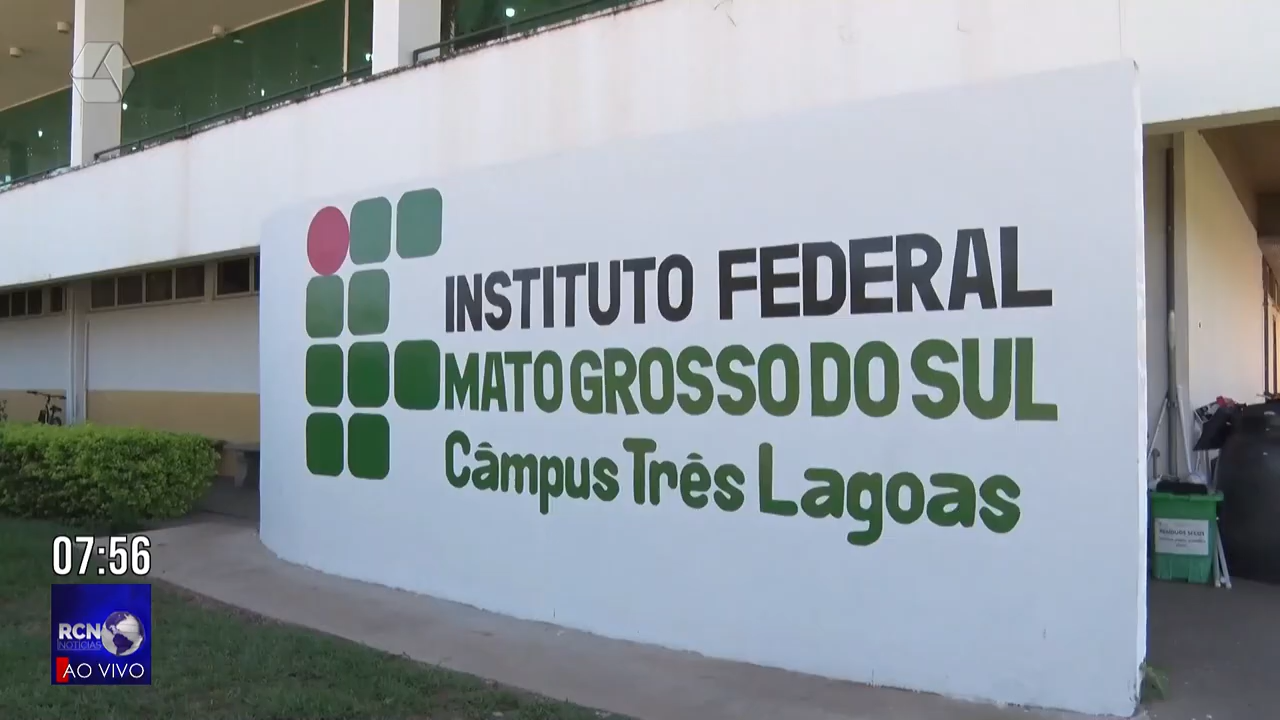 INSTITUTO FEDERAL
MATO GROSSO DO SUL
Câmpus Três Lagoas
07:56
RCN
NOTÍCIAS
AO VIVO